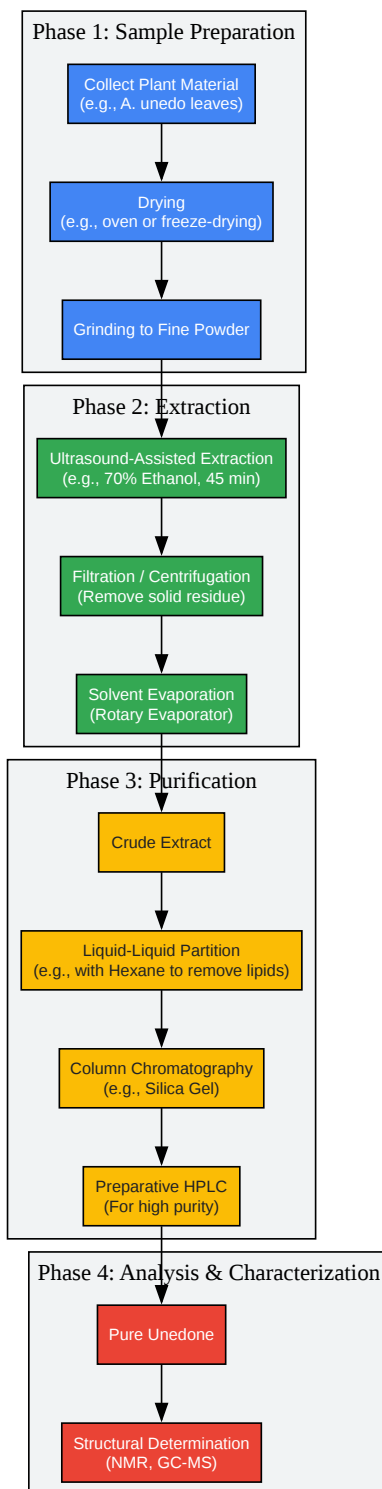 Phase 1: Sample Preparation
Collect Plant Material
(e.g., A. unedo leaves)
Drying
(e.g., oven or freeze-drying)
Grinding to Fine Powder
Phase 2: Extraction
Ultrasound-Assisted Extraction
(e.g., 70% Ethanol, 45 min)
Filtration / Centrifugation
(Remove solid residue)
Solvent Evaporation
(Rotary Evaporator)
Phase 3: Purification
Crude Extract
Liquid-Liquid Partition
(e.g., with Hexane to remove lipids)
Column Chromatography
(e.g., Silica Gel)
Preparative HPLC
(For high purity)
Phase 4: Analysis & Characterization
Pure Unedone
Structural Determination
(NMR, GC-MS)